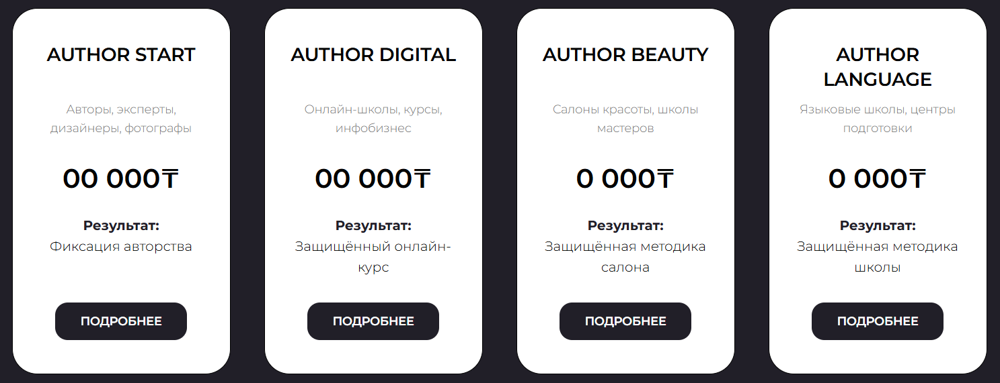 AUTHOR START
Авторы, эксперты,
дизайнеры, фотографы
00 000₸
Результат:
Фиксация авторства
ПОДРОБНЕЕ
AUTHOR DIGITAL
Онлайн-школы, курсы,
инфобизнес
00 000₸
Результат:
Защищённый онлайн-
курс
ПОДРОБНЕЕ
AUTHOR BEAUTY
Салоны красоты, школы
мастеров
0 000₸
Результат:
Защищённая методика
салона
ПОДРОБНЕЕ
AUTHOR
LANGUAGE
Языковые школы, центры
подготовки
0 000₸
Результат:
Защищённая методика
школы
ПОДРОБНЕЕ